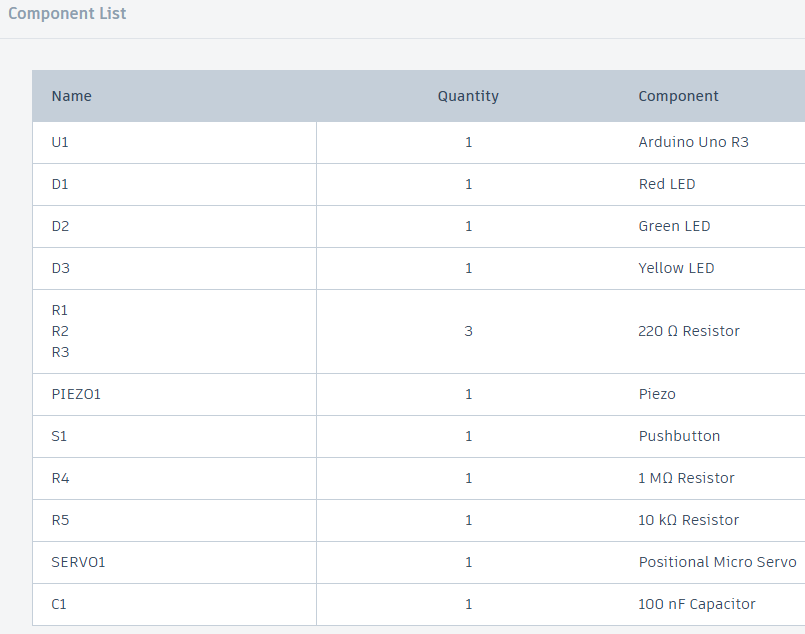 Component List
Name Quantity Component
U1 1 Arduino Uno R3
D1 1 Red LED
D2 1 Green LED
D3 1 Yellow LED
R1
R2 3 220 Ω Resistor
R3
PIEZO1 1 Piezo
S1 1 Pushbutton
R4 1 1 MΩ Resistor
R5 1 10 kΩ Resistor
SERVO1 1 Positional Micro Servo
C1 1 100 nF Capacitor